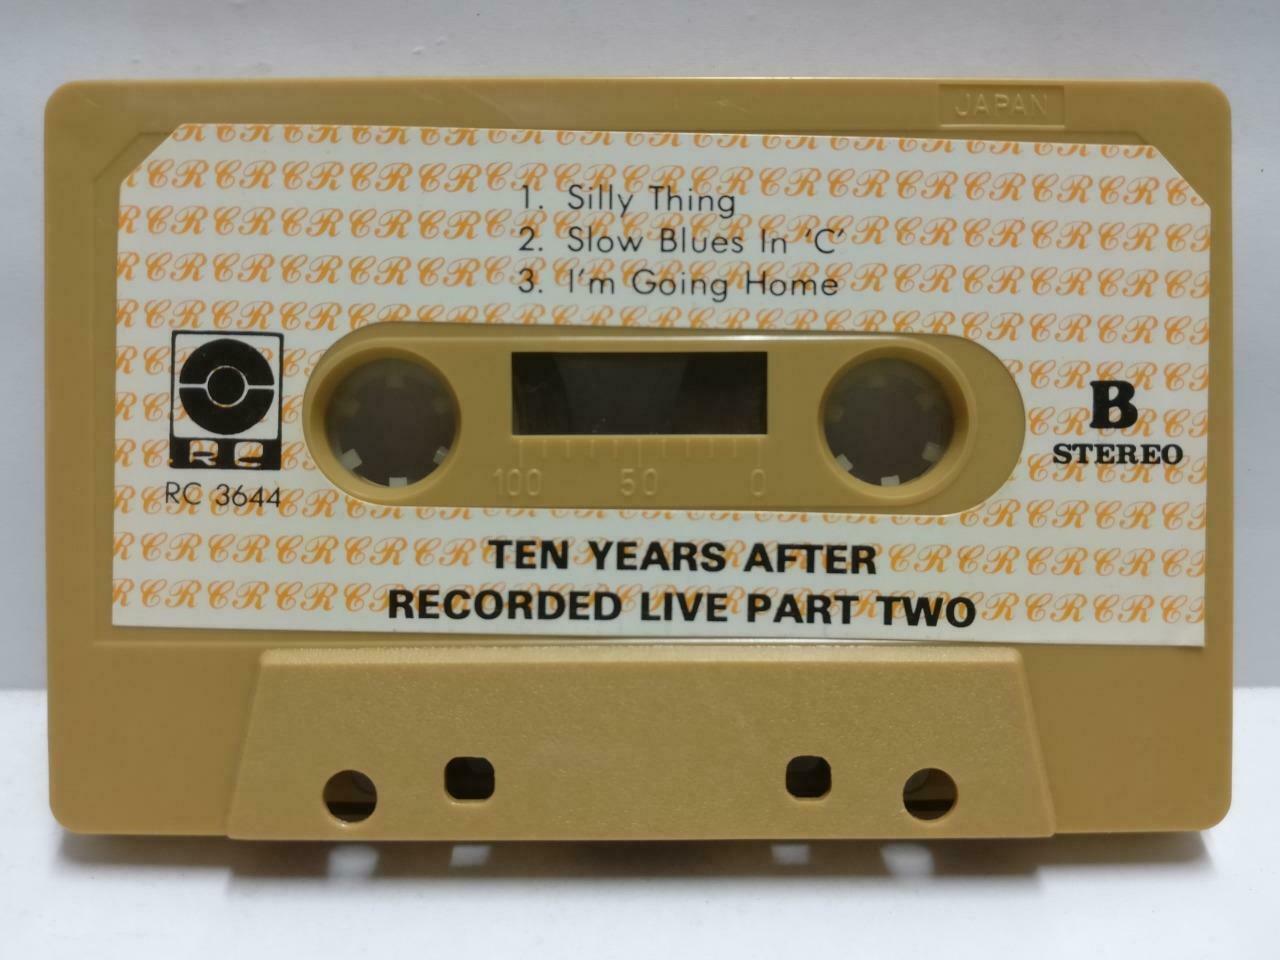 JAPAN
1. Silly Thing
2. Slow Blues In 'C'
3. I'm Going Home
RC
RC 3644
B
STEREO
100 50 0
TEN YEARS AFTER
RECORDED LIVE PART TWO